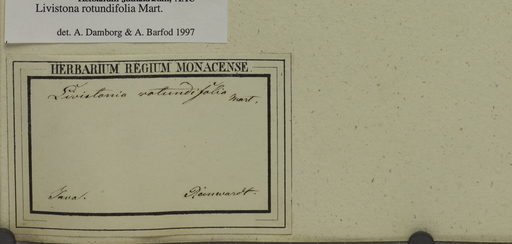 Livistona rotundifolia Mart.
det. A. Damborg & A. Barfod 1997
HERBARIUM REGIUM MONACENSE
Livistonia rotundifolia Mart.
Java.
Reinwardt.